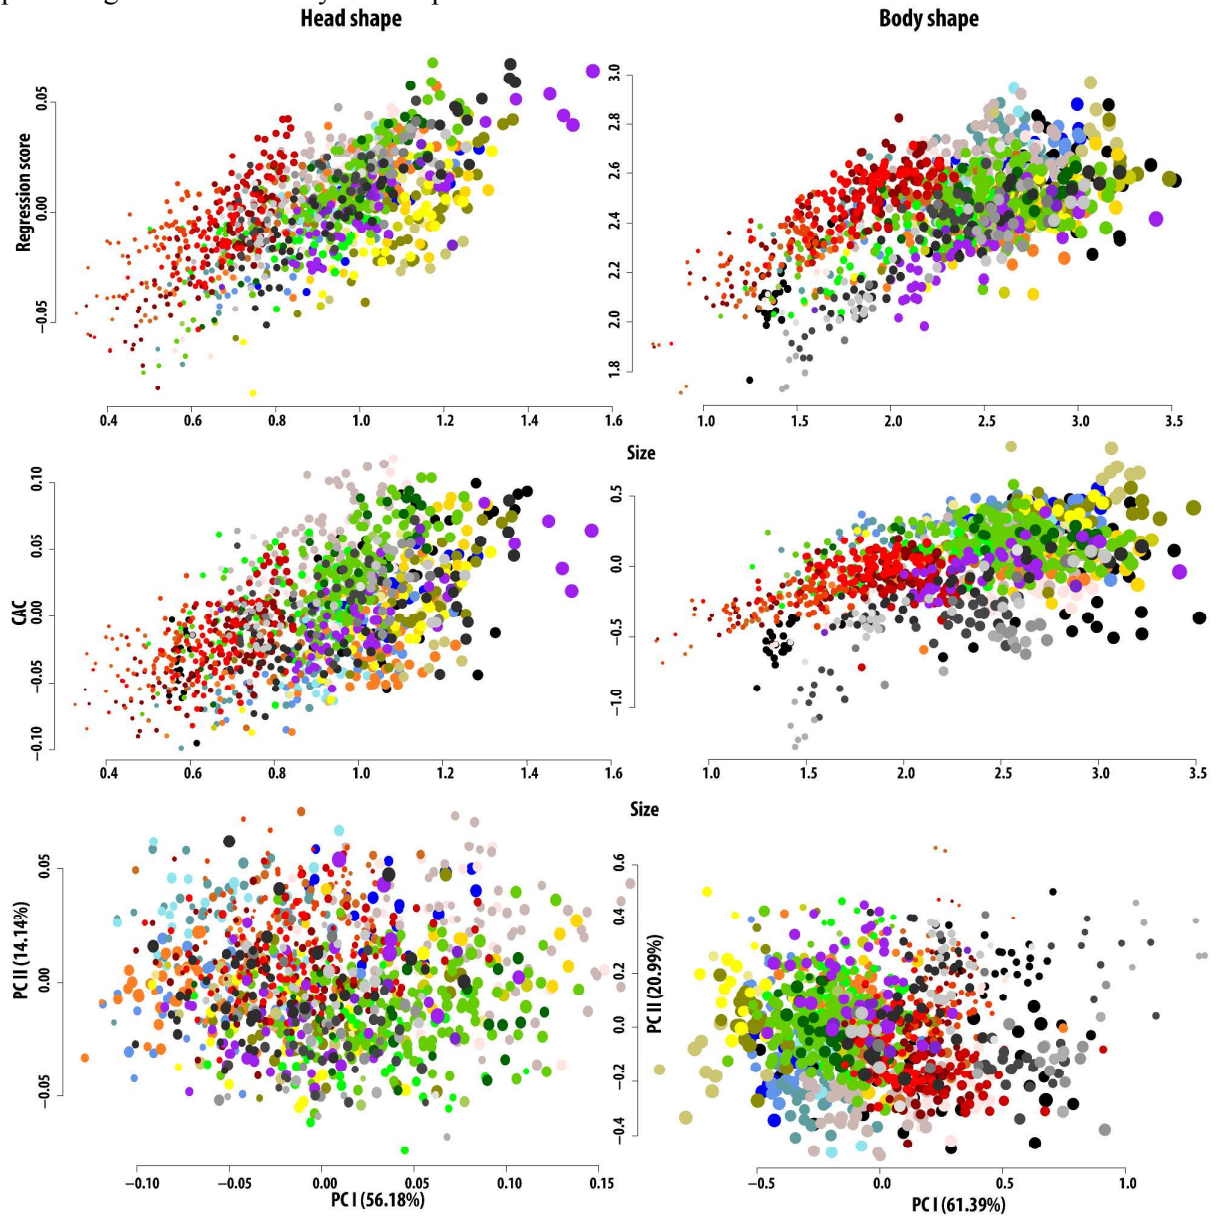 Head shape
Body shape
Regression score
0.05
0.00
−0.05
0.4 0.6 0.8 1.0 1.2 1.4 1.6
3.0
2.8
2.6
2.4
2.2
2.0
1.8
1.0 1.5 2.0 2.5 3.0 3.5
Size
CAC
0.10
0.05
0.00
−0.05
−0.10
0.4 0.6 0.8 1.0 1.2 1.4 1.6
0.5
0.0
−0.5
−1.0
1.0 1.5 2.0 2.5 3.0 3.5
Size
PC II (14.14%)
0.05
0.00
−0.05
−0.10 −0.05 0.00 0.05 0.10 0.15
PC I (56.18%)
PC II (20.99%)
0.6
0.4
0.2
0.0
−0.2
−0.4
−0.5 0.0 0.5 1.0
PC I (61.39%)